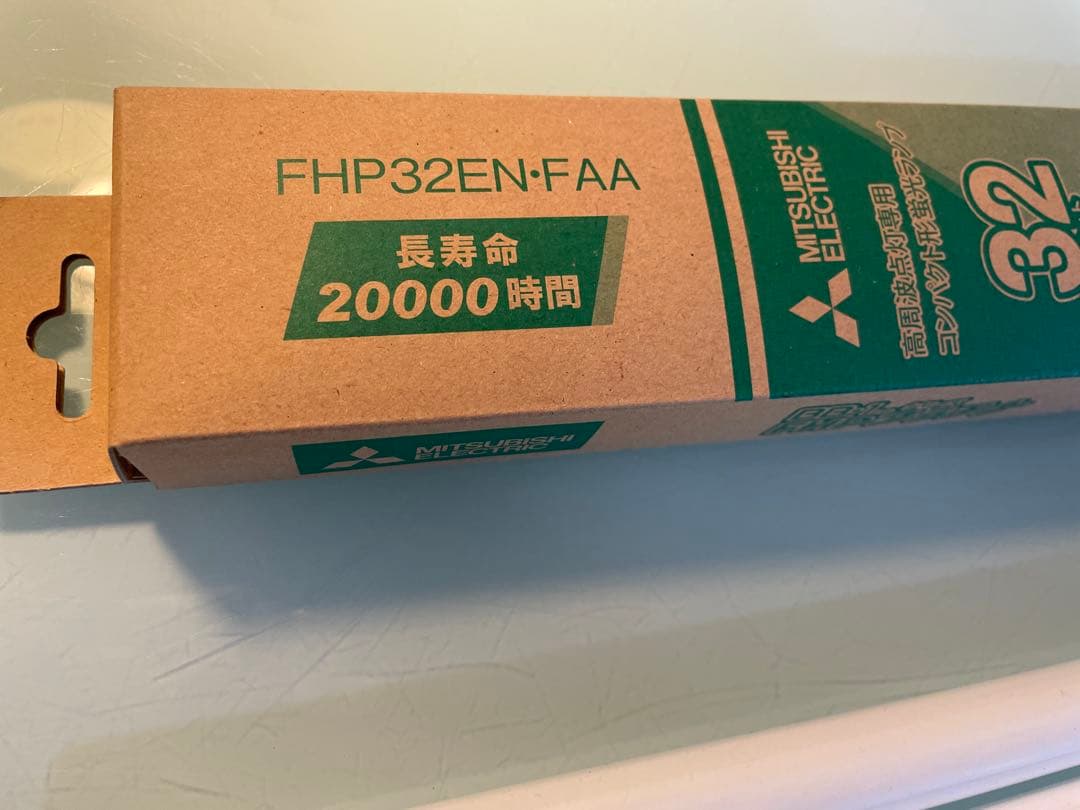 FHP32EN・FAA
長寿命
20000時間
MITSUBISHI
ELECTRIC
高周波点灯専用
コンパクト形蛍光ランプ
32
MITSUBISHI
ELECTRIC